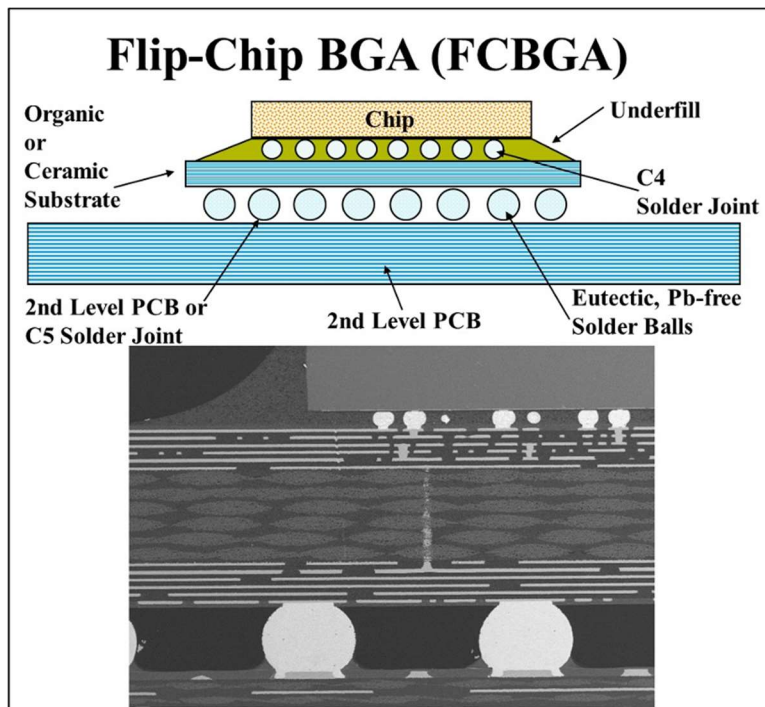 Flip-Chip BGA (FCBGA)
Organic
or
Ceramic
Substrate
Chip
Underfill
C4
Solder Joint
2nd Level PCB or
C5 Solder Joint
2nd Level PCB
Eutectic, Pb-free
Solder Balls